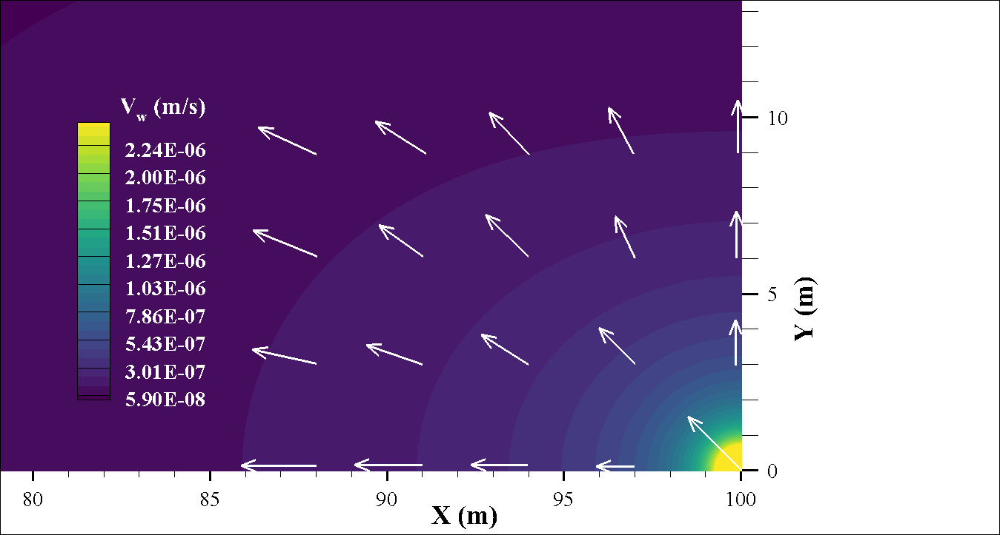 V_w (m/s)
2.24E-06
2.00E-06
1.75E-06
1.51E-06
1.27E-06
1.03E-06
7.86E-07
5.43E-07
3.01E-07
5.90E-08
10
5
0
Y (m)
80 85 90 95 100
X (m)